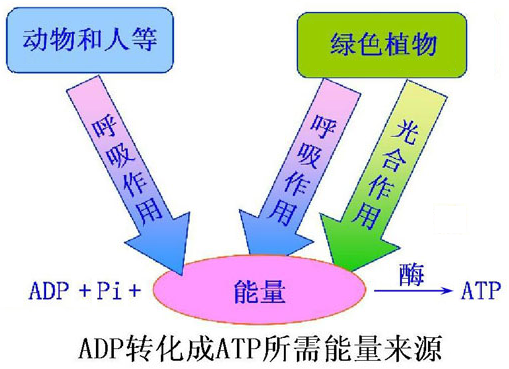 动物和人等
绿色植物
呼吸作用
呼吸作用
光合作用
ADP+Pi+
能量
酶
ATP
ADP转化成ATP所需能量来源